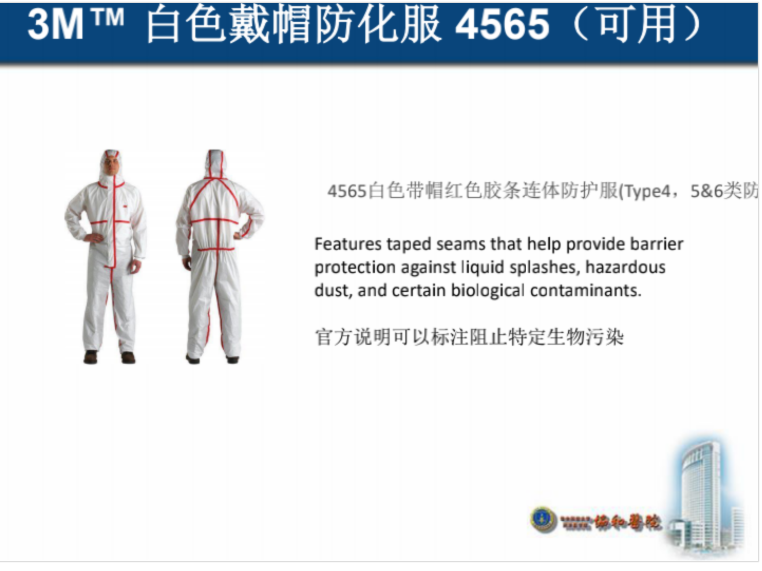 3M™ 白色戴帽防化服 4565（可用）
4565白色带帽红色胶条连体防护服(Type4，5&6类防
Features taped seams that help provide barrier
protection against liquid splashes, hazardous
dust, and certain biological contaminants.
官方说明可以标注阻止特定生物污染
协和医院